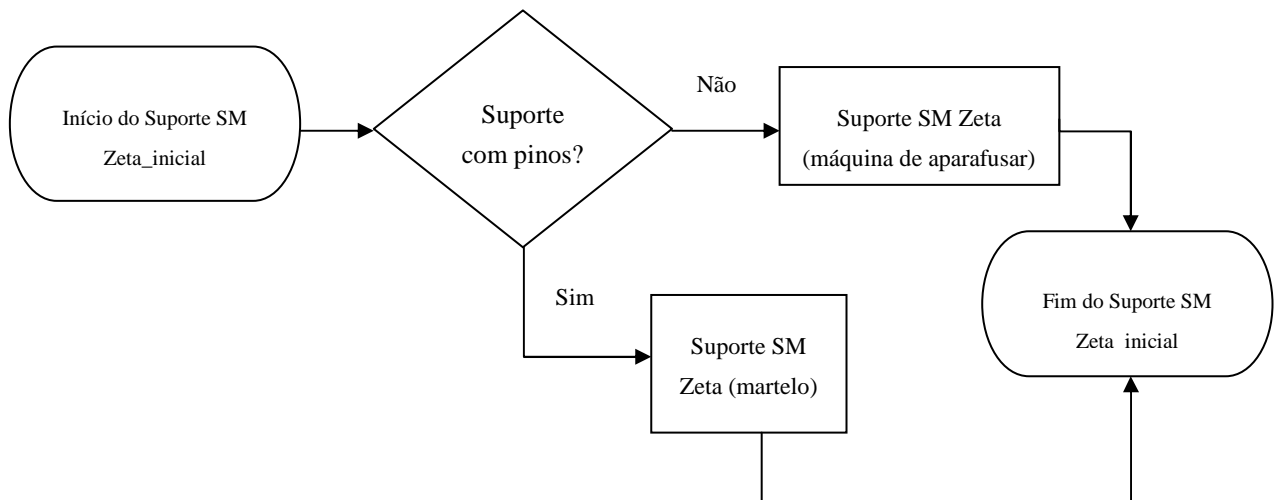 Início do Suporte SM
Zeta_inicial
Suporte
com pinos?
Não
Suporte SM Zeta
(máquina de aparafusar)
Sim
Suporte SM
Zeta (martelo)
Fim do Suporte SM
Zeta inicial